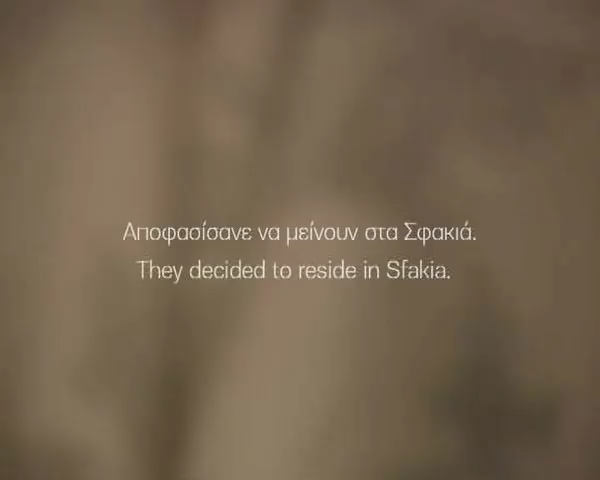 Αποφασίσανε να μείνουν στα Σφακιά.
They decided to reside in Sfakia.